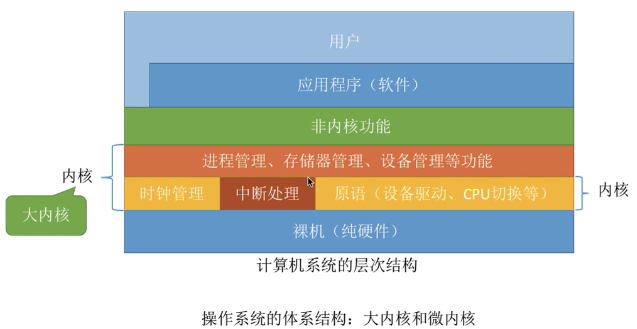 用户
应用程序（软件）
非内核功能
进程管理、存储器管理、设备管理等功能
内核
时钟管理 中断处理 原语（设备驱动、CPU切换等）
内核
大内核
裸机（纯硬件）
计算机系统的层次结构
操作系统的体系结构：大内核和微内核